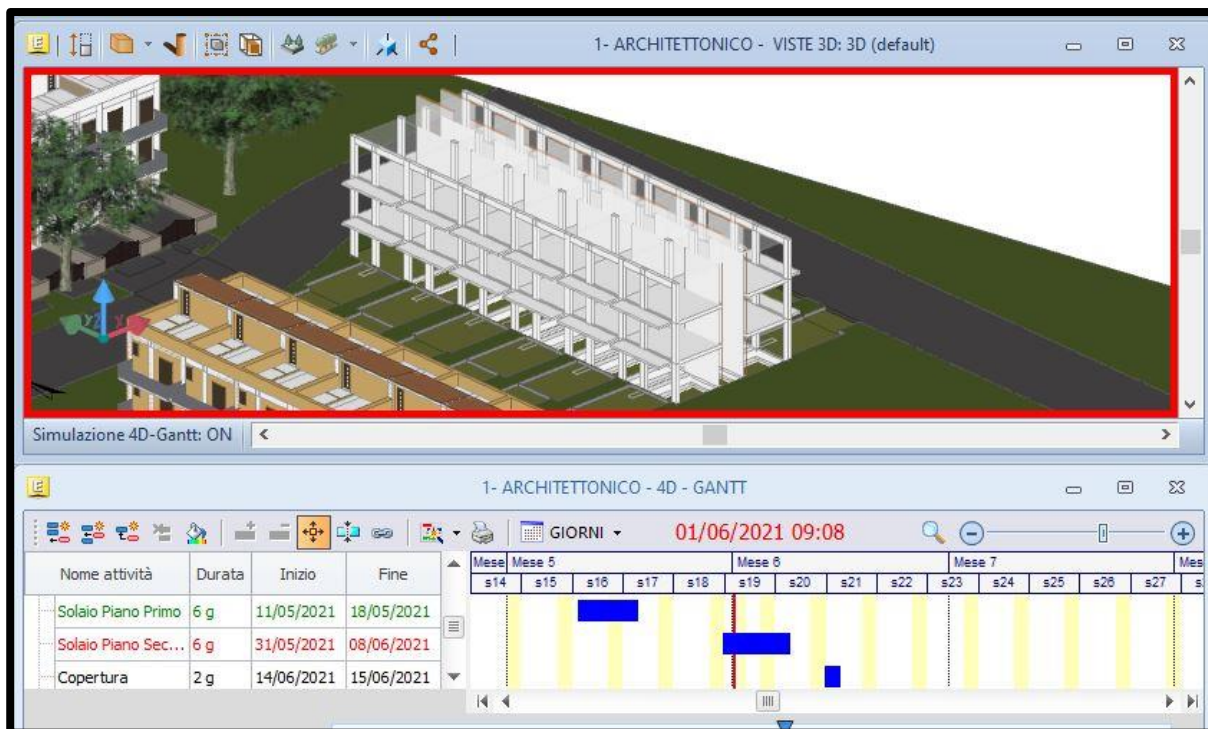 1- ARCHITETTONICO - VISTE 3D: 3D (default)
Simulazione 4D-Gantt: ON
1- ARCHITETTONICO - 4D - GANTT
GIORNI 01/06/2021 09:08
Nome attività Durata Inizio Fine
Mese Mese 5 Mese 6 Mese 7 Mes
s14 s15 s16 s17 s18 s19 s20 s21 s22 s23 s24 s25 s26 s27
Solaio Piano Primo 6 g 11/05/2021 18/05/2021
Solaio Piano Sec... 6 g 31/05/2021 08/06/2021
Copertura 2 g 14/06/2021 15/06/2021